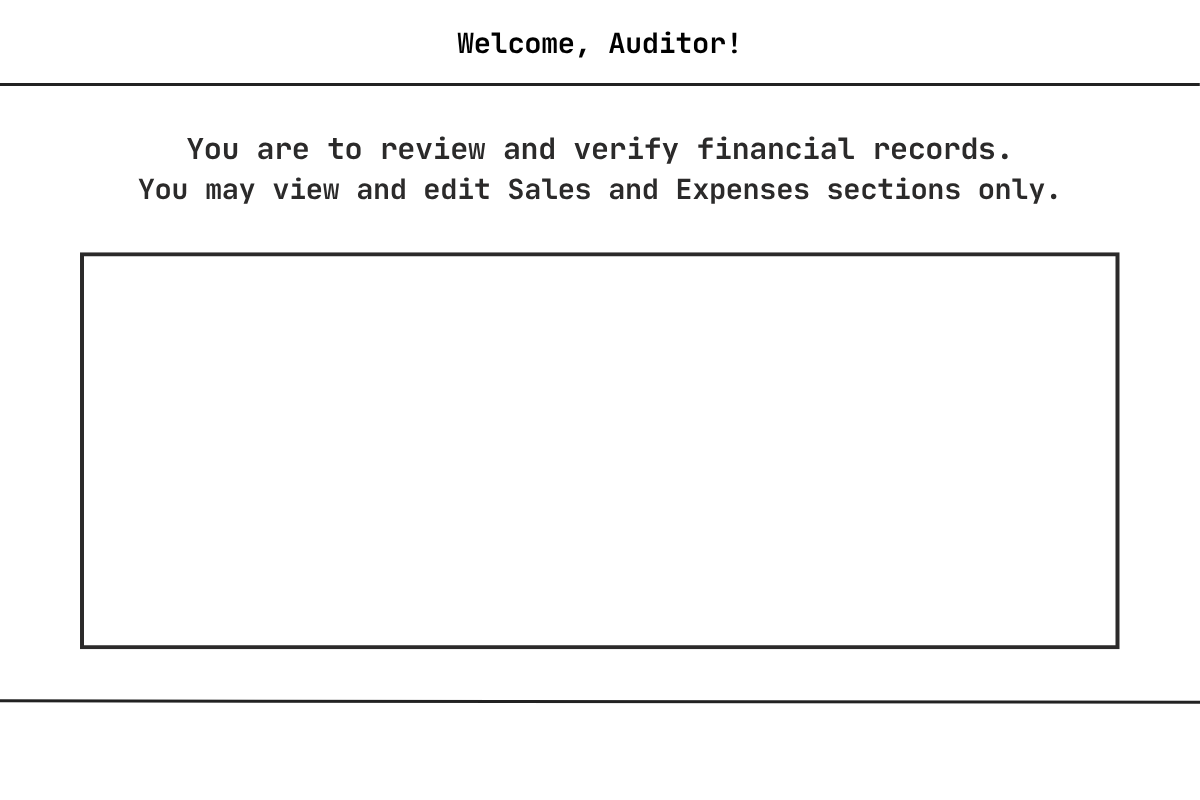 Welcome, Auditor!
You are to review and verify financial records.
You may view and edit Sales and Expenses sections only.